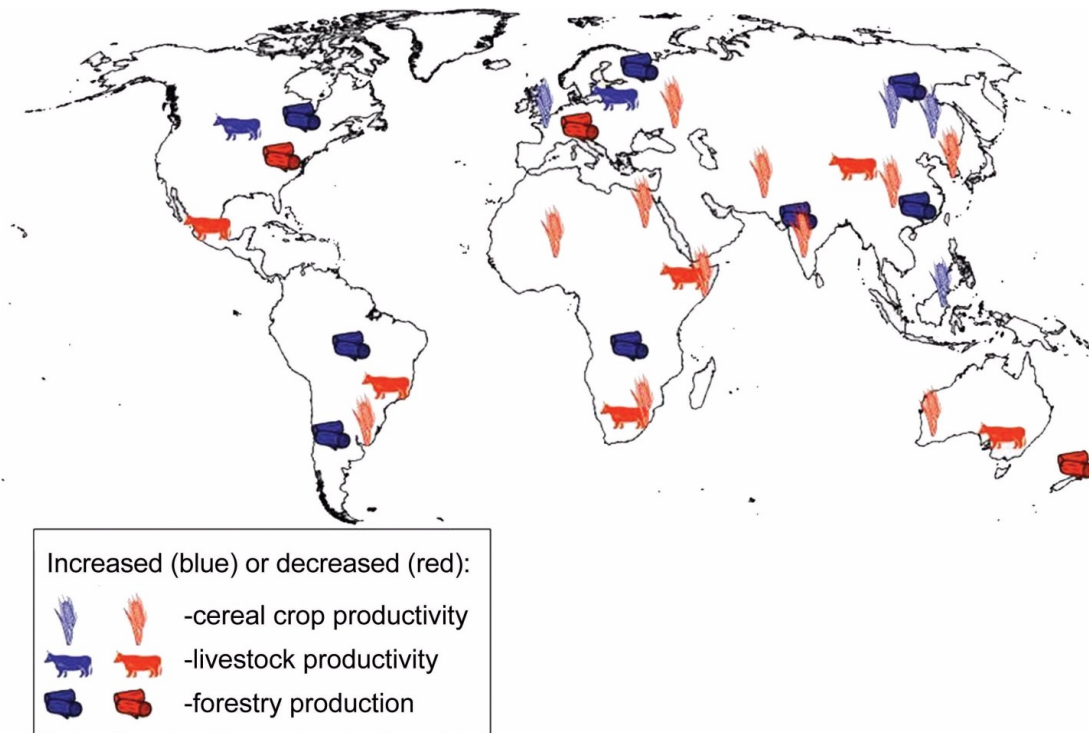 Increased (blue) or decreased (red):
-cereal crop productivity
-livestock productivity
-forestry production